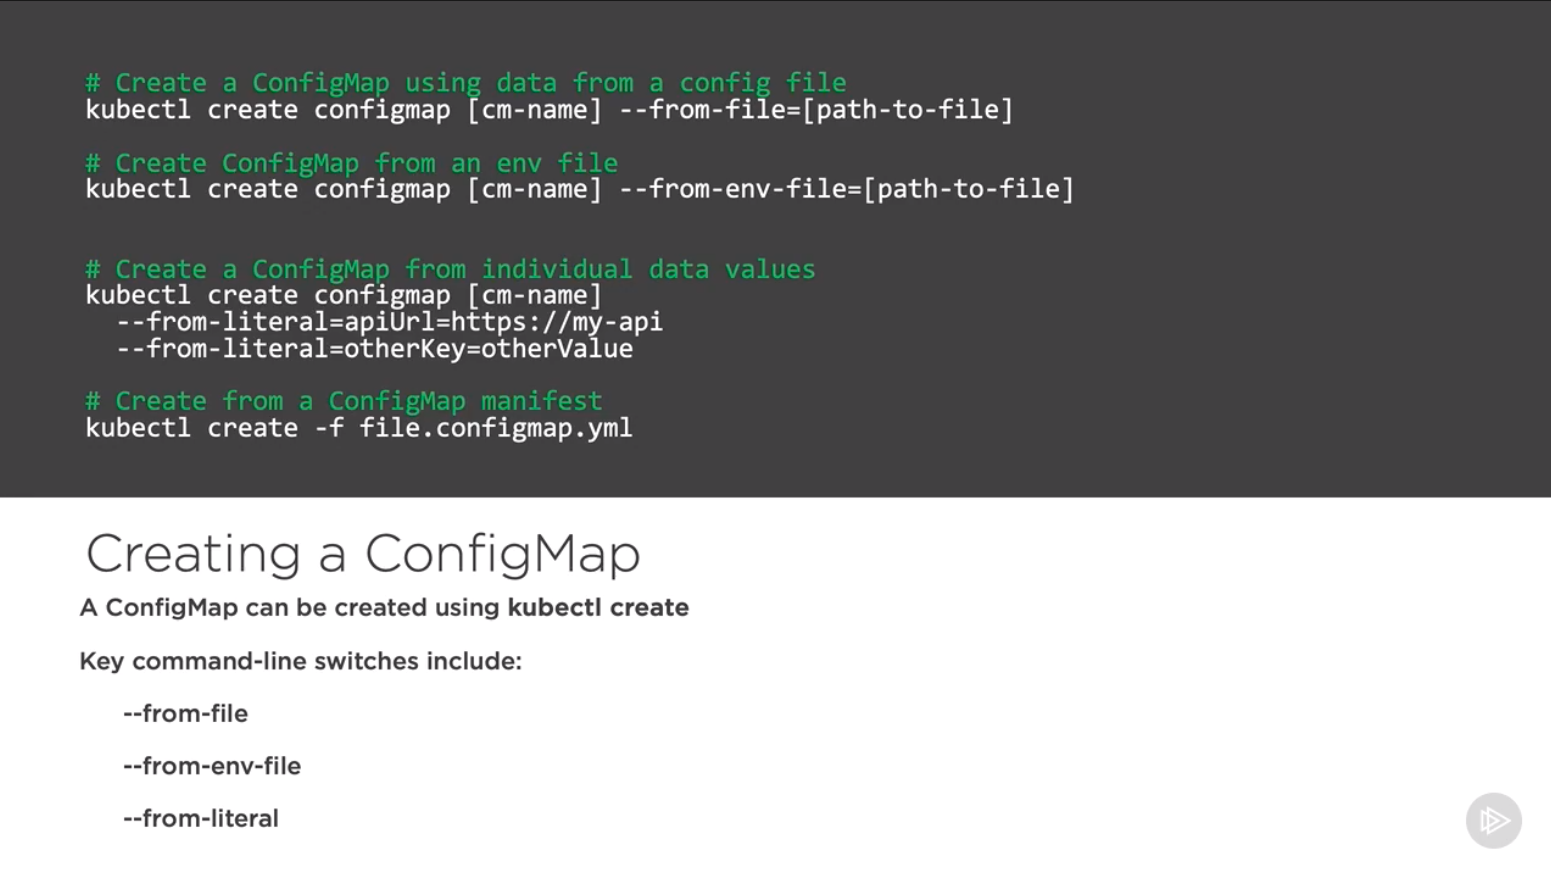 # Create a ConfigMap using data from a config file
kubectl create configmap [cm-name] --from-file=[path-to-file]
# Create ConfigMap from an env file
kubectl create configmap [cm-name] --from-env-file=[path-to-file]
# Create a ConfigMap from individual data values
kubectl create configmap [cm-name]
--from-literal=apiUrl=https://my-api
--from-literal=otherKey=otherValue
# Create from a ConfigMap manifest
kubectl create -f file.configmap.yml
Creating a ConfigMap
A ConfigMap can be created using kubectl create
Key command-line switches include:
--from-file
--from-env-file
--from-literal